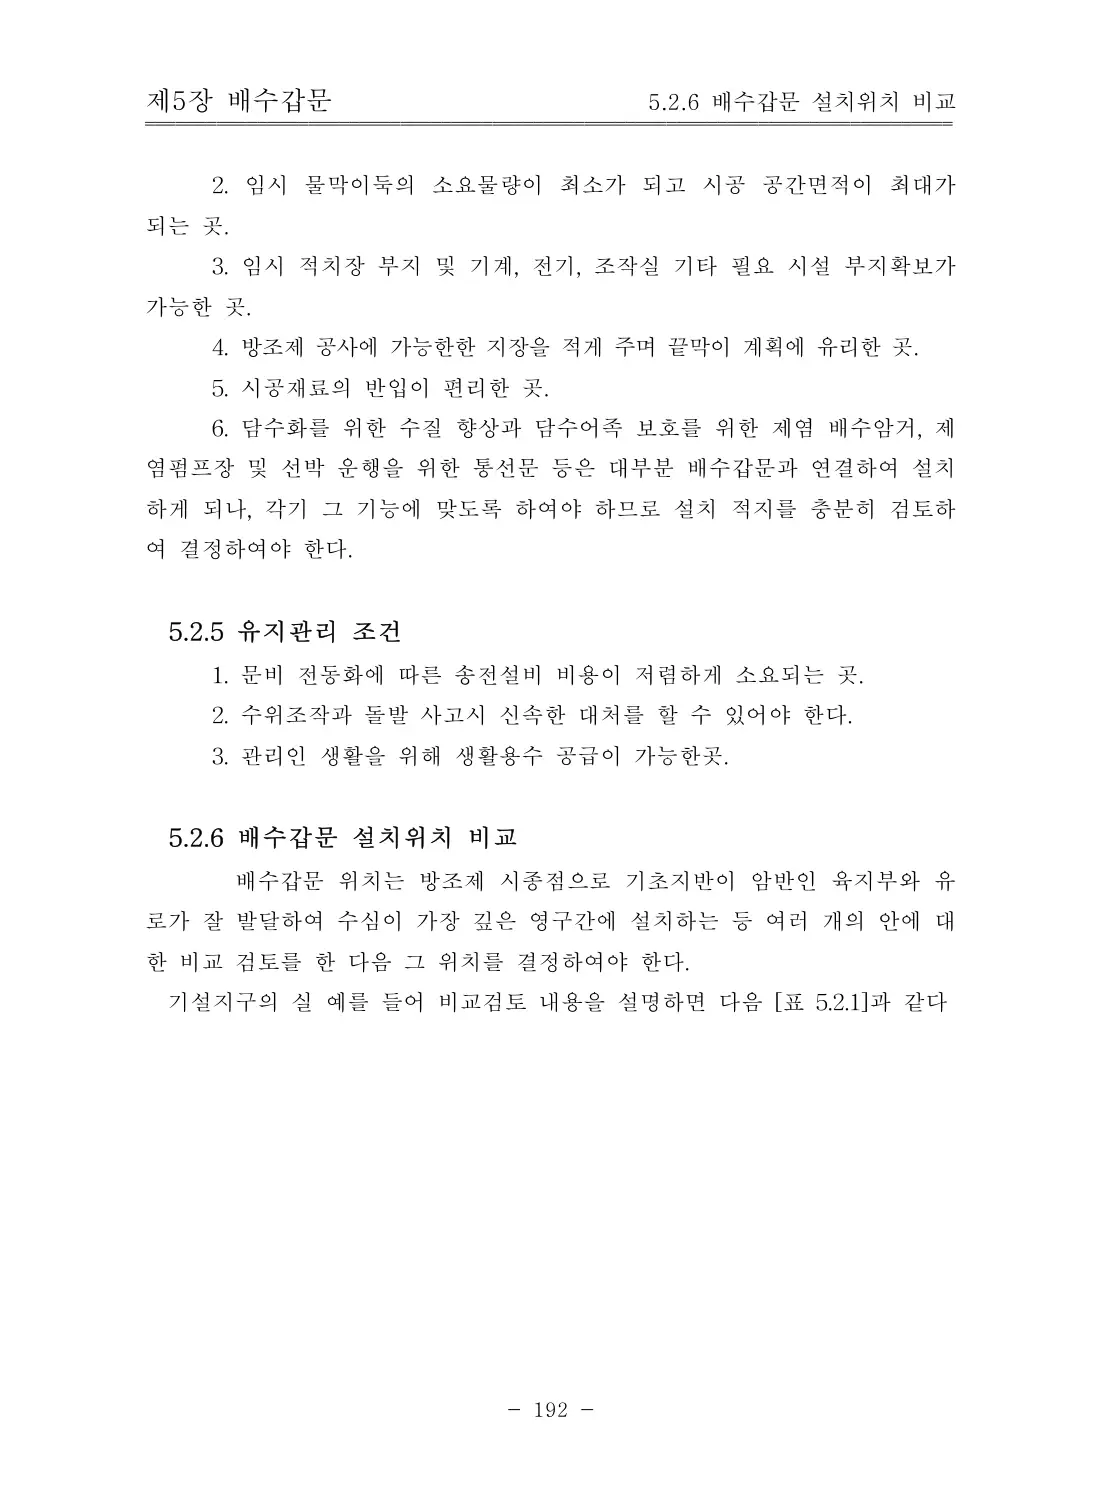 제5장 배수갑문
5.2.6 배수갑문 설치위치 비교
2. 임시 물막이둑의 소요물량이 최소가 되고 시공 공간면적이 최대가
되는 곳.
3. 임시 적치장 부지 및 기계, 전기, 조작실 기타 필요 시설 부지확보가
가능한 곳.
4. 방조제 공사에 가능한한 지장을 적게 주며 끝막이 계획에 유리한 곳.
5. 시공재료의 반입이 편리한 곳.
6. 담수화를 위한 수질 향상과 담수어족 보호를 위한 제염 배수암거, 제
염펌프장 및 선박 운행을 위한 통선문 등은 대부분 배수갑문과 연결하여 설치
하게 되나, 각기 그 기능에 맞도록 하여야 하므로 설치 적지를 충분히 검토하
여 결정하여야 한다.
5.2.5 유지관리 조건
1. 문비 전동화에 따른 송전설비 비용이 저렴하게 소요되는 곳.
2. 수위조작과 돌발 사고시 신속한 대처를 할 수 있어야 한다.
3. 관리인 생활을 위해 생활용수 공급이 가능한곳.
5.2.6 배수갑문 설치위치 비교
배수갑문 위치는 방조제 시종점으로 기초지반이 암반인 육지부와 유
로가 잘 발달하여 수심이 가장 깊은 영구간에 설치하는 등 여러 개의 안에 대
한 비교 검토를 한 다음 그 위치를 결정하여야 한다.
기설지구의 실 예를 들어 비교검토 내용을 설명하면 다음 [표 5.2.1]과 같다
- 192 -